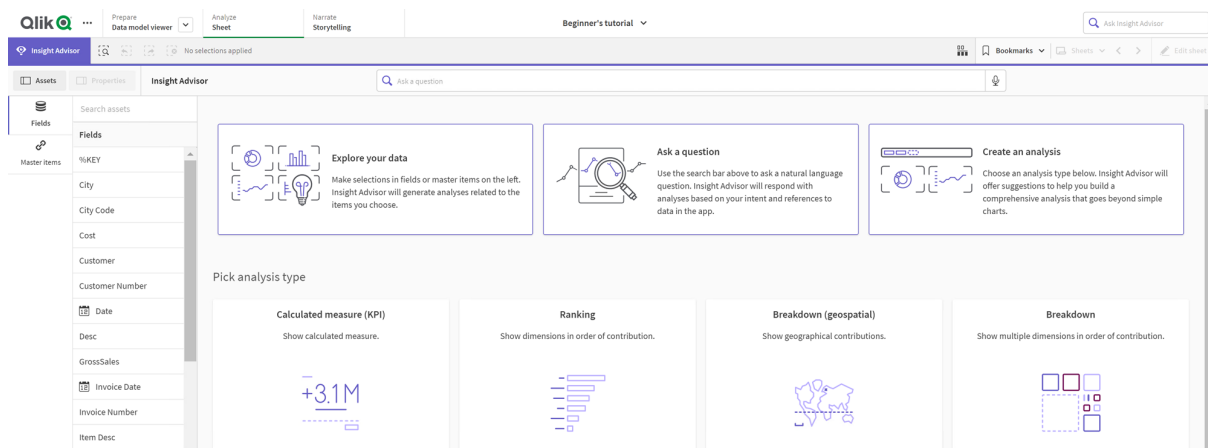 Qlik
Prepare
Data model viewer
Analyze
Sheet
Narrate
Storytelling
Beginner's tutorial
Ask Insight Advisor
Insight Advisor
No selections applied
Bookmarks
Sheets
Edit sheet
Assets
Properties
Insight Advisor
Ask a question
Fields
Master items
Search assets
Fields
%KEY
City
City Code
Cost
Customer
Customer Number
Date
Desc
GrossSales
Invoice Date
Invoice Number
Item Desc
Explore your data
Make selections in fields or master items on the left.
Insight Advisor will generate analyses related to the
items you choose.
Ask a question
Use the search bar above to ask a natural language
question. Insight Advisor will respond with
analyses based on your intent and references to
data in the app.
Create an analysis
Choose an analysis type below. Insight Advisor will
offer suggestions to help you build a
comprehensive analysis that goes beyond simple
charts.
Pick analysis type
Calculated measure (KPI)
Show calculated measure.
+3.1M
Ranking
Show dimensions in order of contribution.
Breakdown (geospatial)
Show geographical contributions.
Breakdown
Show multiple dimensions in order of contribution.